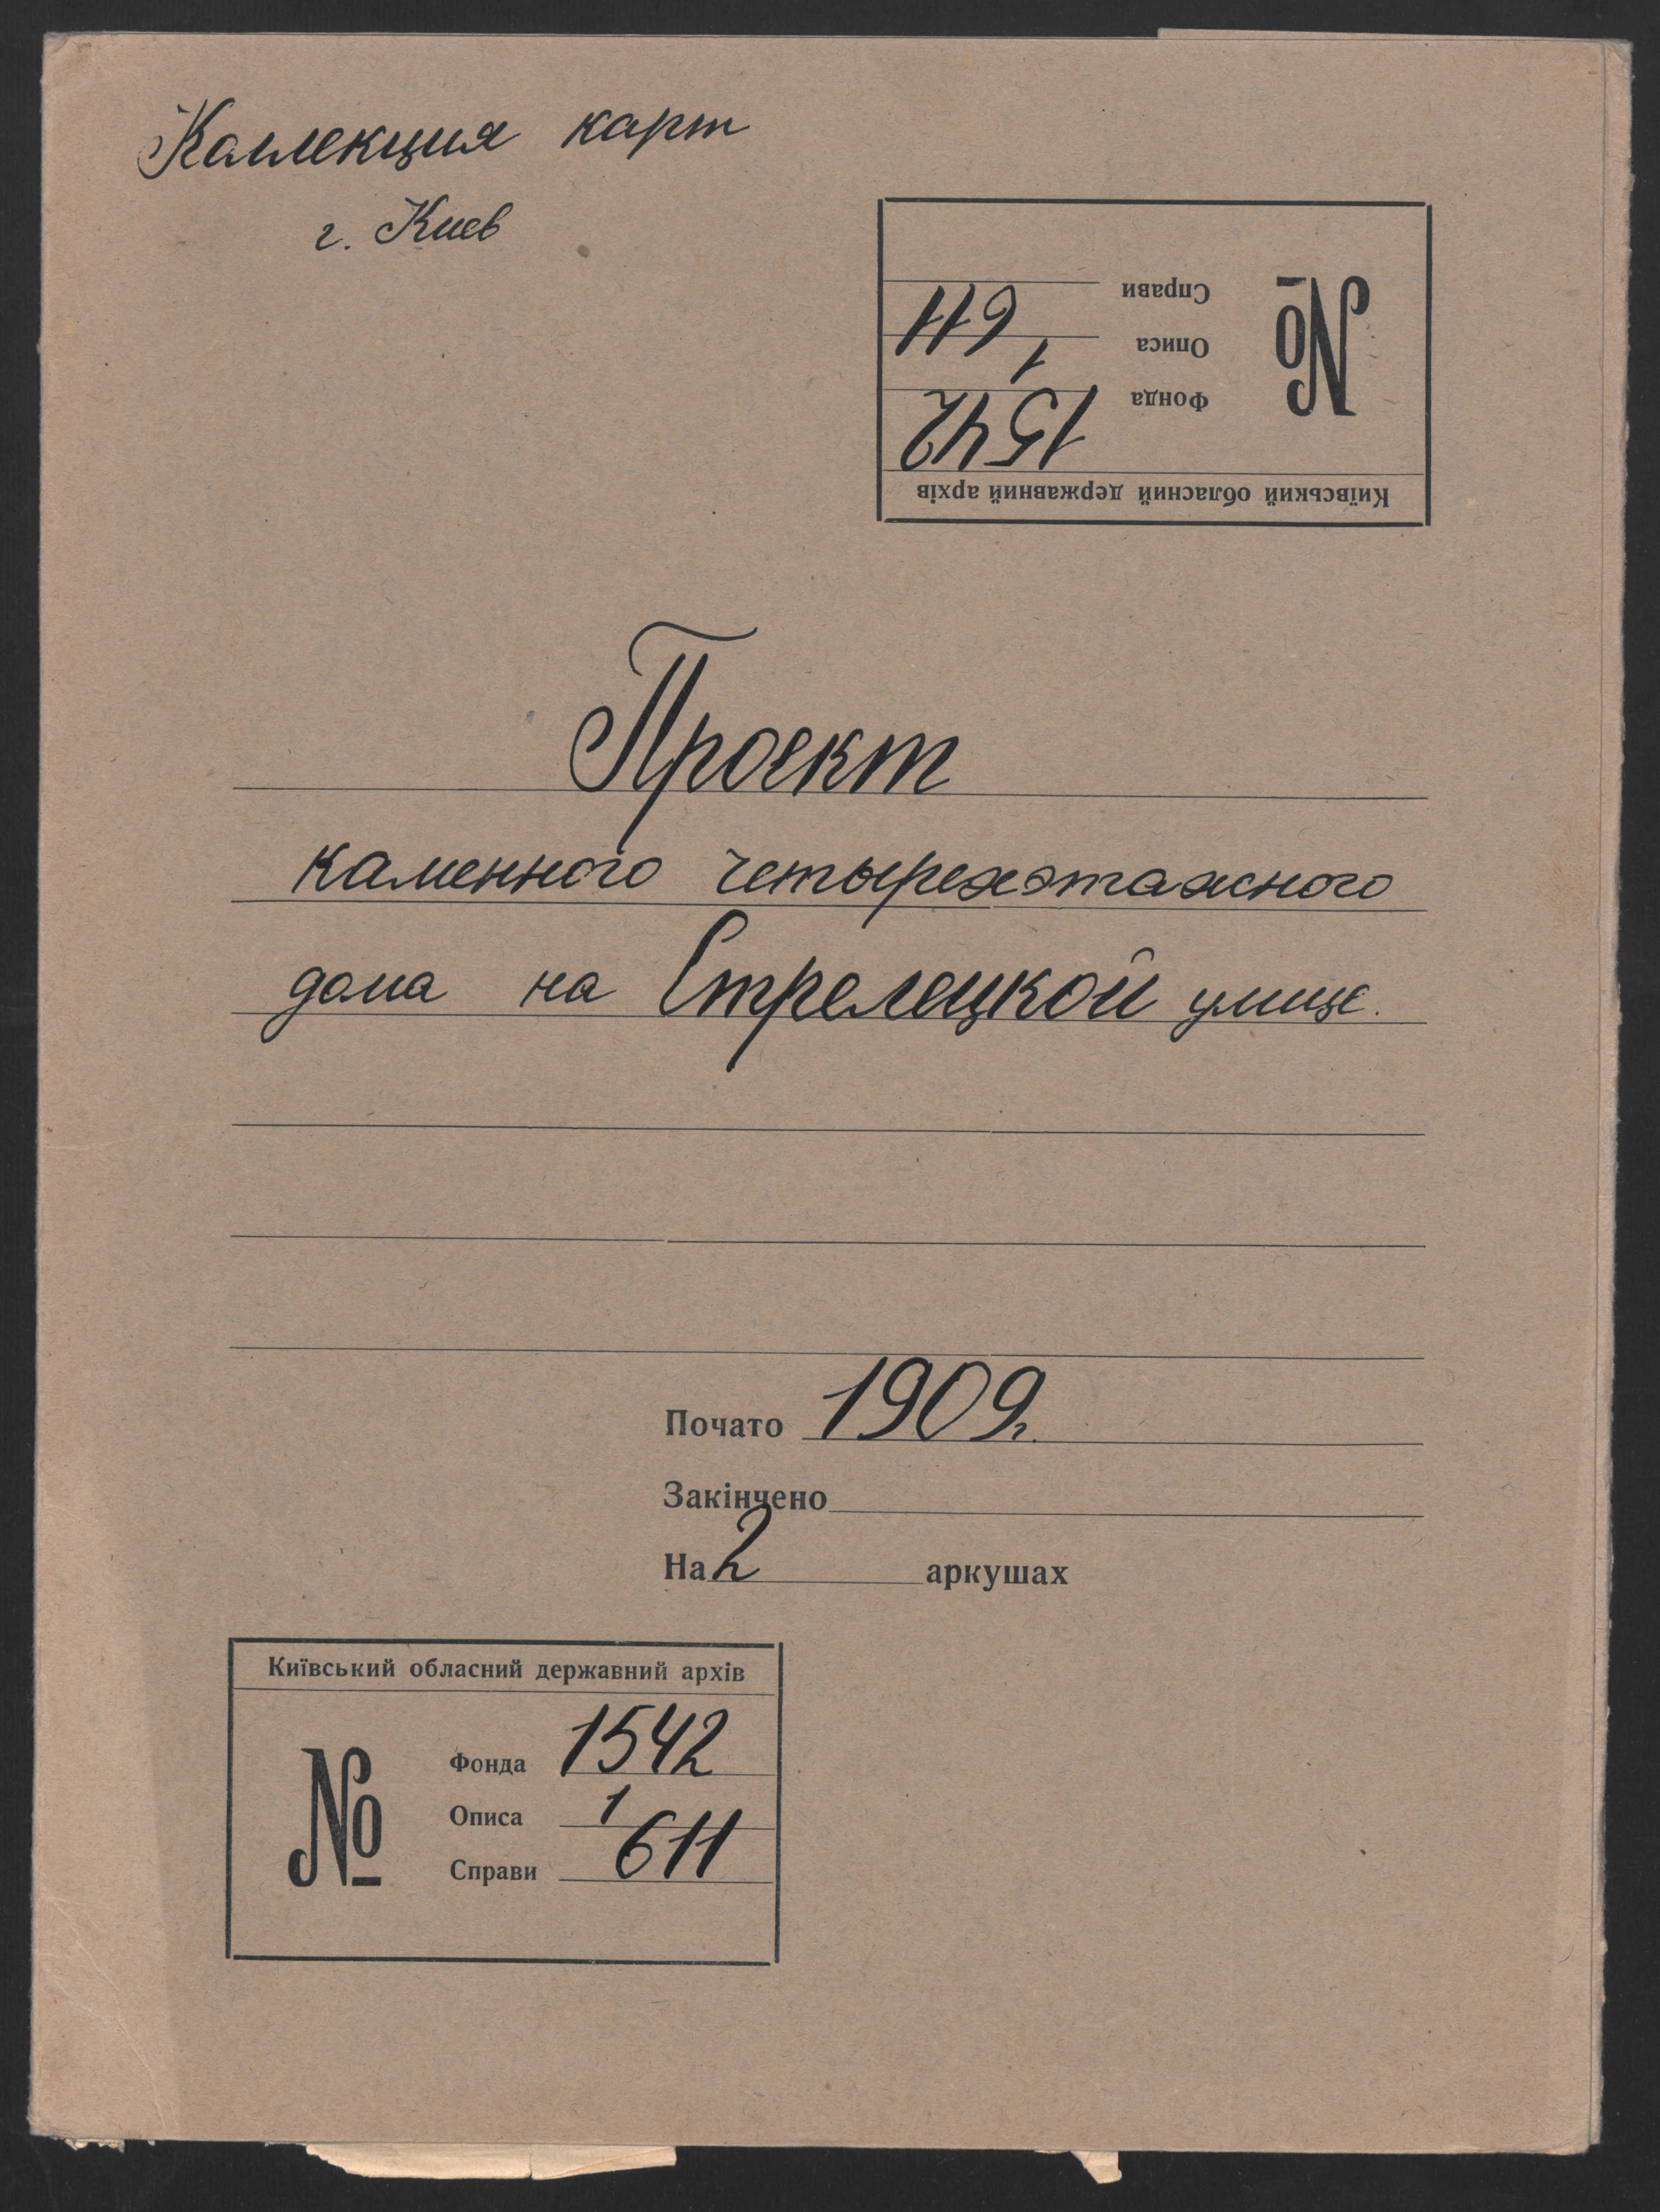 Коллекция карт
г. Киев
Київський обласний державний архів
№
Фонда 1542
Описа 1
Справи 611
Проект
каменного четырехэтажного
дома на Стрелецкой улице.
Почато 1909г.
Закінчено
На 2 аркушах
Київський обласний державний архів
№
Фонда 1542
Описа 1
Справи 611